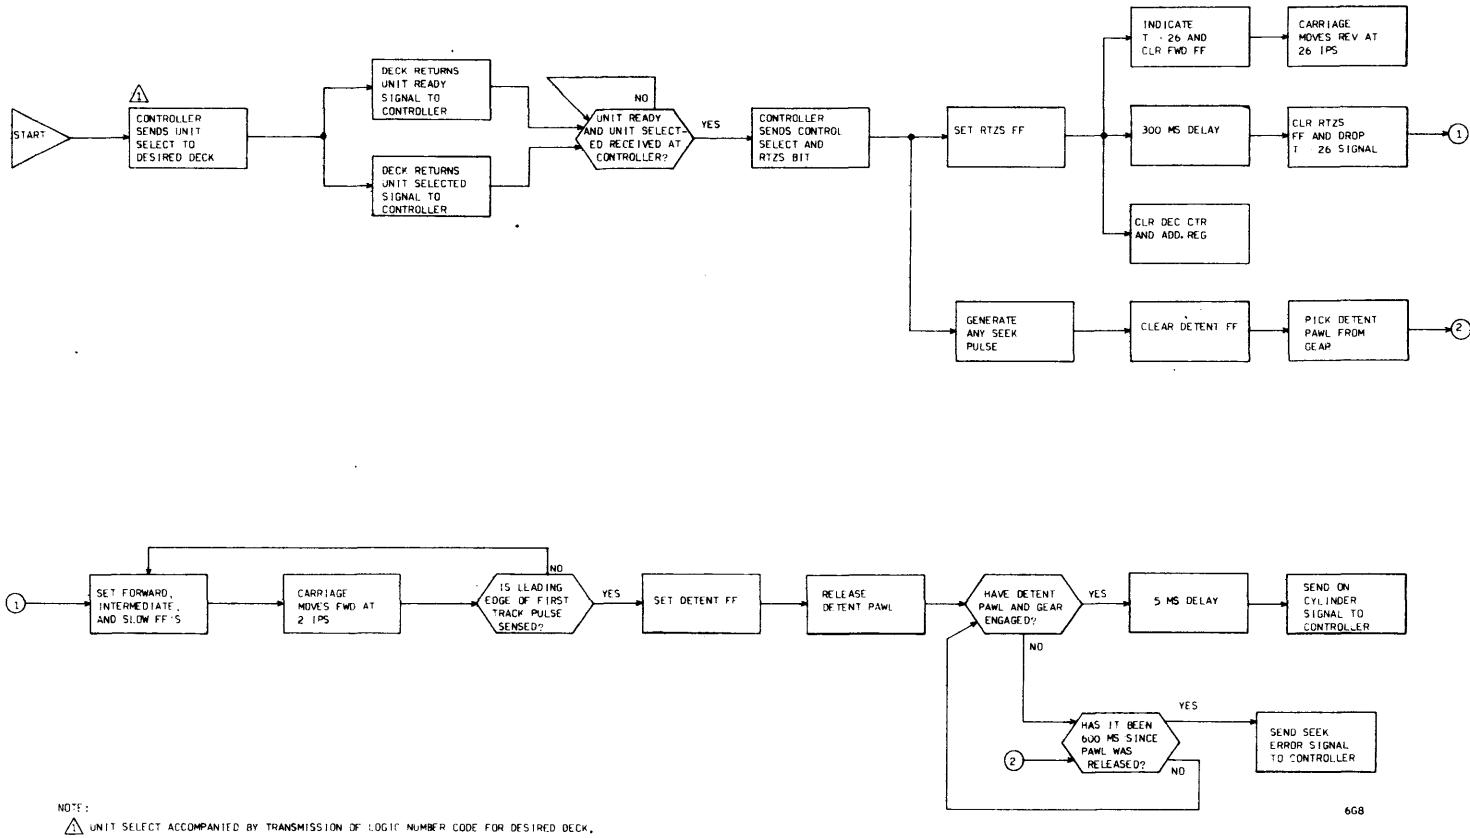 START
1
CONTROLLER
SENDS UNIT
SELECT TO
DESIRED DECK
DECK RETURNS
UNIT READY
SIGNAL TO
CONTROLLER
DECK RETURNS
UNIT SELECTED
SIGNAL TO
CONTROLLER
NO
UNIT READY
AND UNIT SELECT-
ED RECEIVED AT
CONTROLLER?
YES
CONTROLLER
SENDS CONTROL
SELECT AND
RTZS BIT
SET RTZS FF
INDICATE
T · 26 AND
CLR FWD FF
CARRIAGE
MOVES REV AT
26 IPS
300 MS DELAY
CLR RTZS
FF AND DROP
T · 26 SIGNAL
1
CLR DEC CTR
AND ADD.REG
GENERATE
ANY SEEK
PULSE
CLEAR DETENT FF
PICK DETENT
PAWL FROM
GEAR
2
1
SET FORWARD,
INTERMEDIATE,
AND SLOW FF'S
CARRIAGE
MOVES FWD AT
2 IPS
NO
IS LEADING
EDGE OF FIRST
TRACK PULSE
SENSED?
YES
SET DETENT FF
RELEASE
DETENT PAWL
HAVE DETENT
PAWL AND GEAR
ENGAGED?
YES
NO
5 MS DELAY
SEND ON
CYLINDER
SIGNAL TO
CONTROLLER
2
HAS IT BEEN
600 MS SINCE
PAWL WAS
RELEASED?
YES
NO
SEND SEEK
ERROR SIGNAL
TO CONTROLLER
NOTE:
1 UNIT SELECT ACCOMPANIED BY TRANSMISSION OF LOGIC NUMBER CODE FOR DESIRED DECK.
6G8